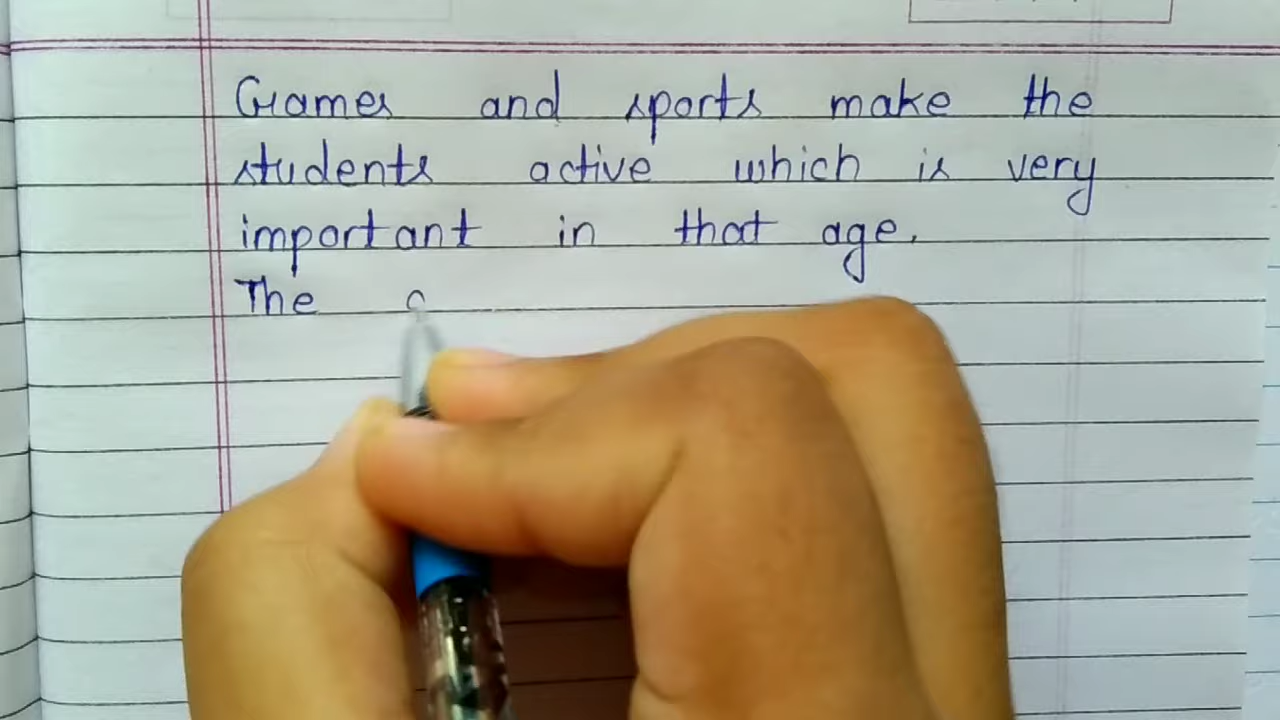 Games and sports make the
students active which is very
important in that age.
The